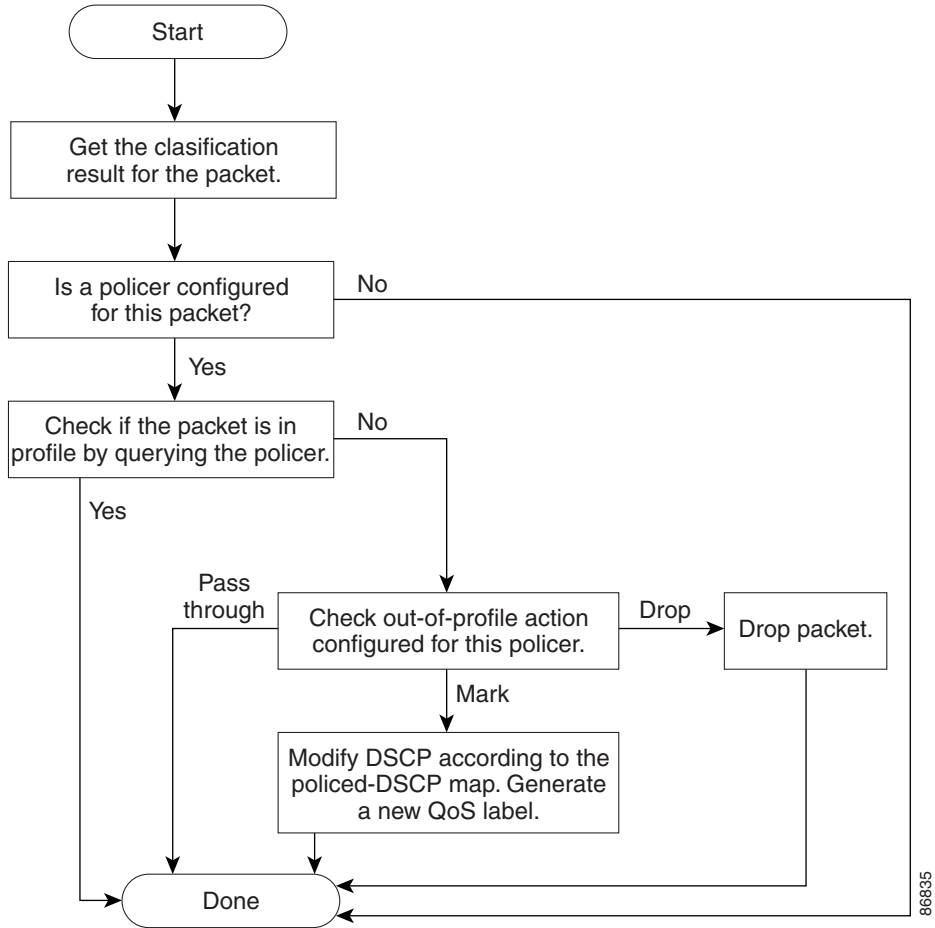 Start
Get the clasification
result for the packet.
Is a policer configured
for this packet?
No
Yes
Check if the packet is in
profile by querying the policer.
No
Yes
Pass
through
Check out-of-profile action
configured for this policer.
Drop
Drop packet.
Mark
Modify DSCP according to the
policed-DSCP map. Generate
a new QoS label.
Done
86835